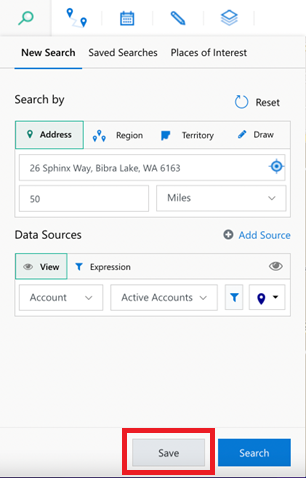 New Search Saved Searches Places of Interest
Search by Reset
Address Region Territory Draw
26 Sphinx Way, Bibra Lake, WA 6163
50 Miles
Data Sources Add Source
View Expression
Account Active Accounts
Save Search